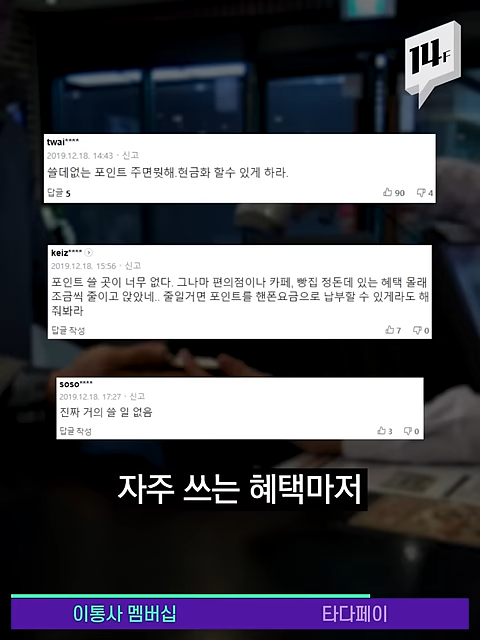 14F
twai****
2019.12.18. 14:43 · 신고
쓸데없는 포인트 주면뭣해.현금화 할수 있게 하라.
답글 5
90 4
keiz****
2019.12.18. 15:56 · 신고
포인트 쓸 곳이 너무 없다. 그나마 편의점이나 카페, 빵집 정돈데 있는 혜택 몰래
조금씩 줄이고 앉았네.. 줄일거면 포인트를 핸폰요금으로 납부할 수 있게라도 해
줘봐라
답글 작성
7 0
soso****
2019.12.18. 17:27 · 신고
진짜 거의 쓸 일 없음
답글 작성
3 0
자주 쓰는 혜택마저
이통사 멤버십 타다페이